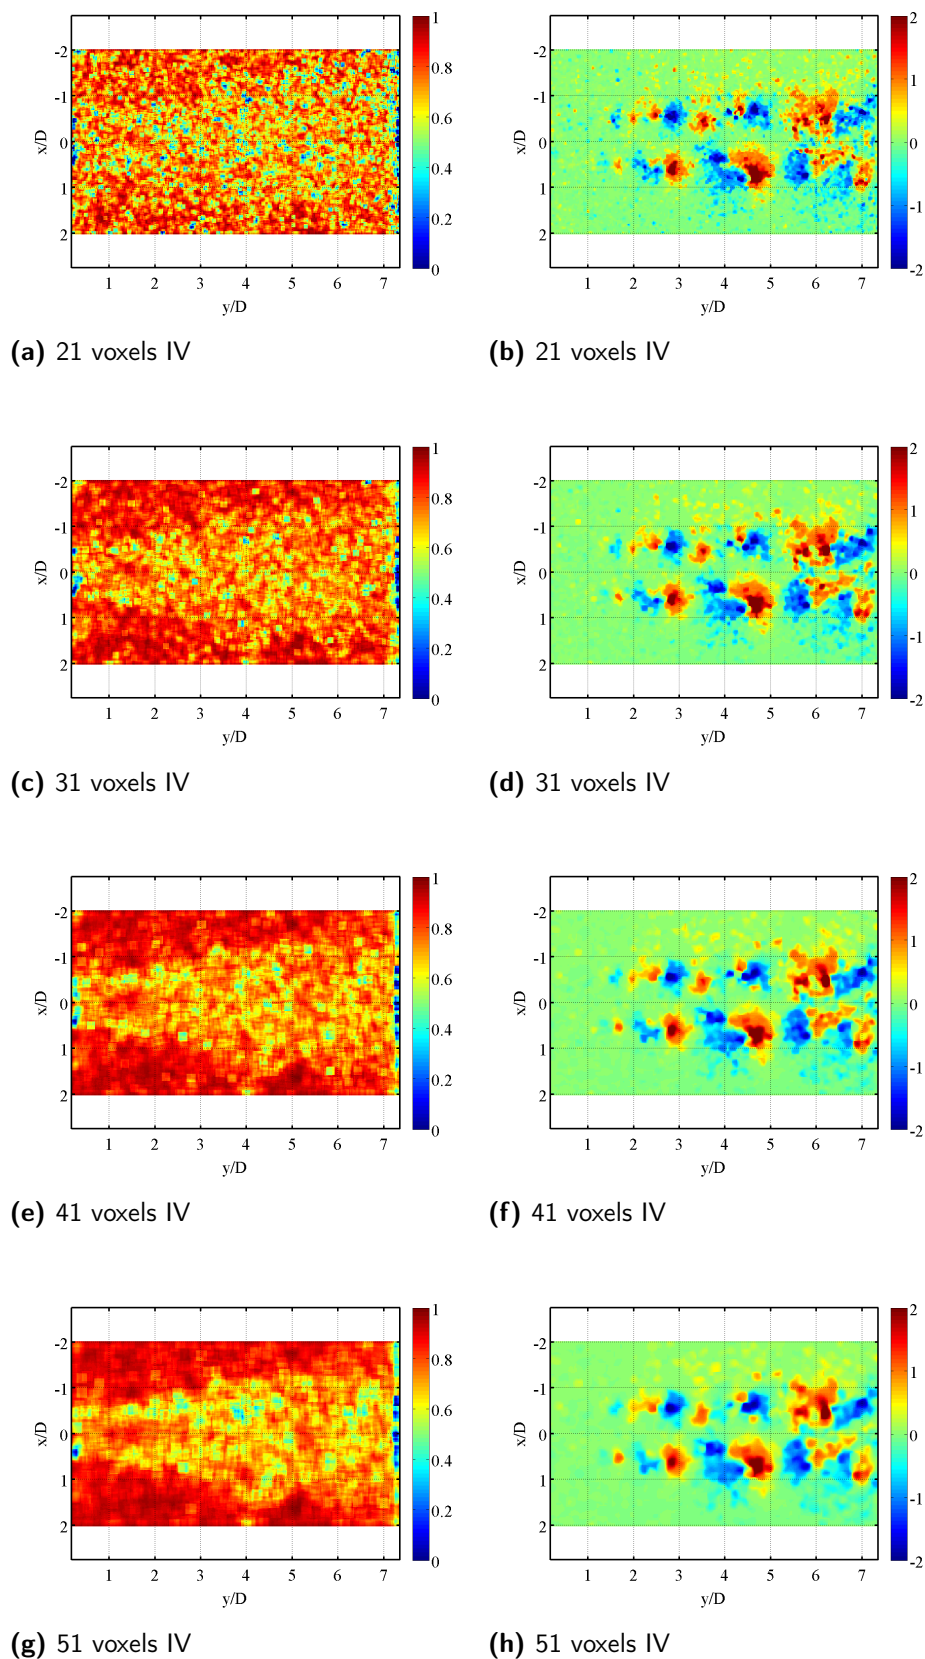 -2
-1
0
1
2
x/D
1 2 3 4 5 6 7
y/D
1
0.8
0.6
0.4
0.2
0
-2
-1
0
1
2
x/D
1 2 3 4 5 6 7
y/D
2
1
0
-1
-2
(a) 21 voxels IV
(b) 21 voxels IV
-2
-1
0
1
2
x/D
1 2 3 4 5 6 7
y/D
1
0.8
0.6
0.4
0.2
0
-2
-1
0
1
2
x/D
1 2 3 4 5 6 7
y/D
2
1
0
-1
-2
(c) 31 voxels IV
(d) 31 voxels IV
-2
-1
0
1
2
x/D
1 2 3 4 5 6 7
y/D
1
0.8
0.6
0.4
0.2
0
-2
-1
0
1
2
x/D
1 2 3 4 5 6 7
y/D
2
1
0
-1
-2
(e) 41 voxels IV
(f) 41 voxels IV
-2
-1
0
1
2
x/D
1 2 3 4 5 6 7
y/D
1
0.8
0.6
0.4
0.2
0
-2
-1
0
1
2
x/D
1 2 3 4 5 6 7
y/D
2
1
0
-1
-2
(g) 51 voxels IV
(h) 51 voxels IV